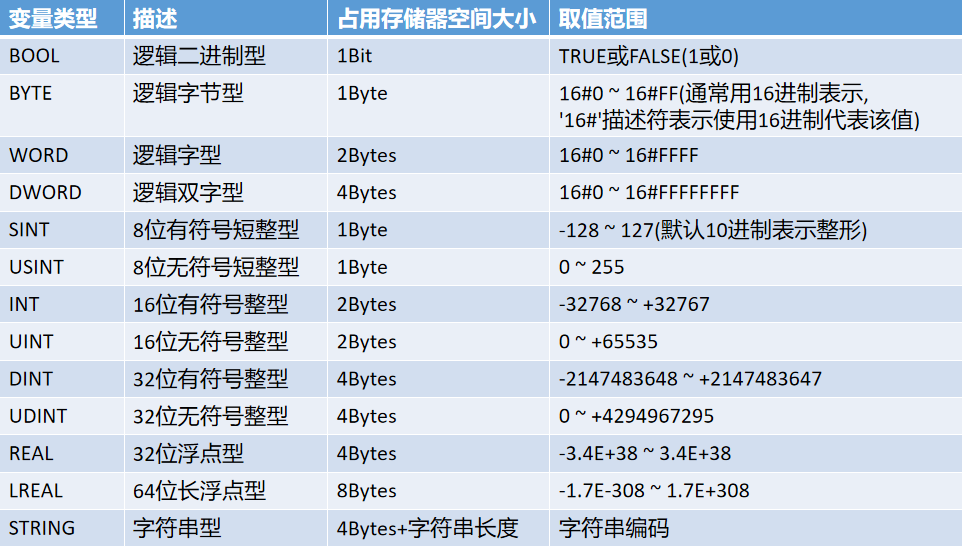 变量类型 描述 占用存储器空间大小 取值范围
BOOL 逻辑二进制型 1Bit TRUE或FALSE(1或0)
BYTE 逻辑字节型 1Byte 16#0 ~ 16#FF(通常用16进制表示,
'16#'描述符表示使用16进制代表该值)
WORD 逻辑字型 2Bytes 16#0 ~ 16#FFFF
DWORD 逻辑双字型 4Bytes 16#0 ~ 16#FFFFFFFF
SINT 8位有符号短整型 1Byte -128 ~ 127(默认10进制表示整形)
USINT 8位无符号短整型 1Byte 0 ~ 255
INT 16位有符号整型 2Bytes -32768 ~ +32767
UINT 16位无符号整型 2Bytes 0 ~ +65535
DINT 32位有符号整型 4Bytes -2147483648 ~ +2147483647
UDINT 32位无符号整型 4Bytes 0 ~ +4294967295
REAL 32位浮点型 4Bytes -3.4E+38 ~ 3.4E+38
LREAL 64位长浮点型 8Bytes -1.7E-308 ~ 1.7E+308
STRING 字符串型 4Bytes+字符串长度 字符串编码